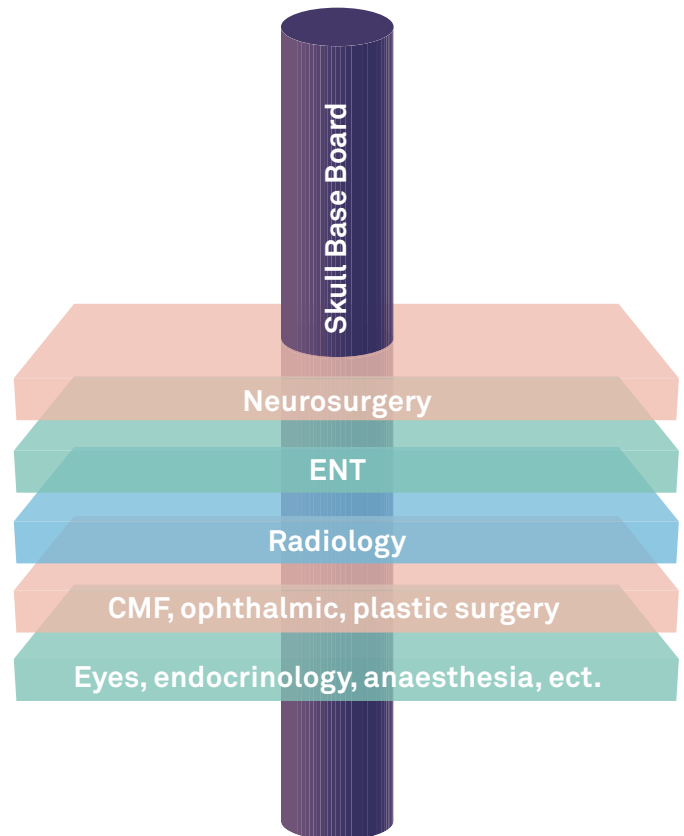 Skull Base Board
Neurosurgery
ENT
Radiology
CMF, ophthalmic, plastic surgery
Eyes, endocrinology, anaesthesia, ect.